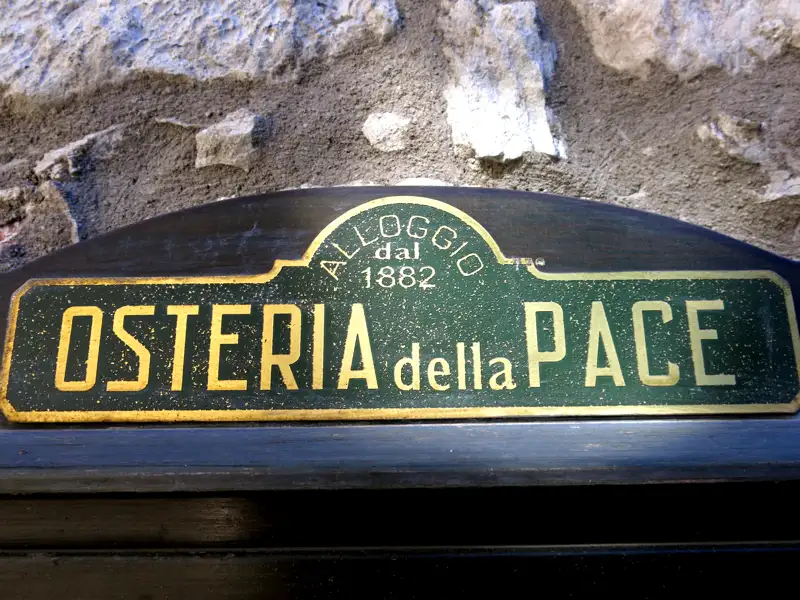 ALLOGGIO
dal
1882
OSTERIA della PACE